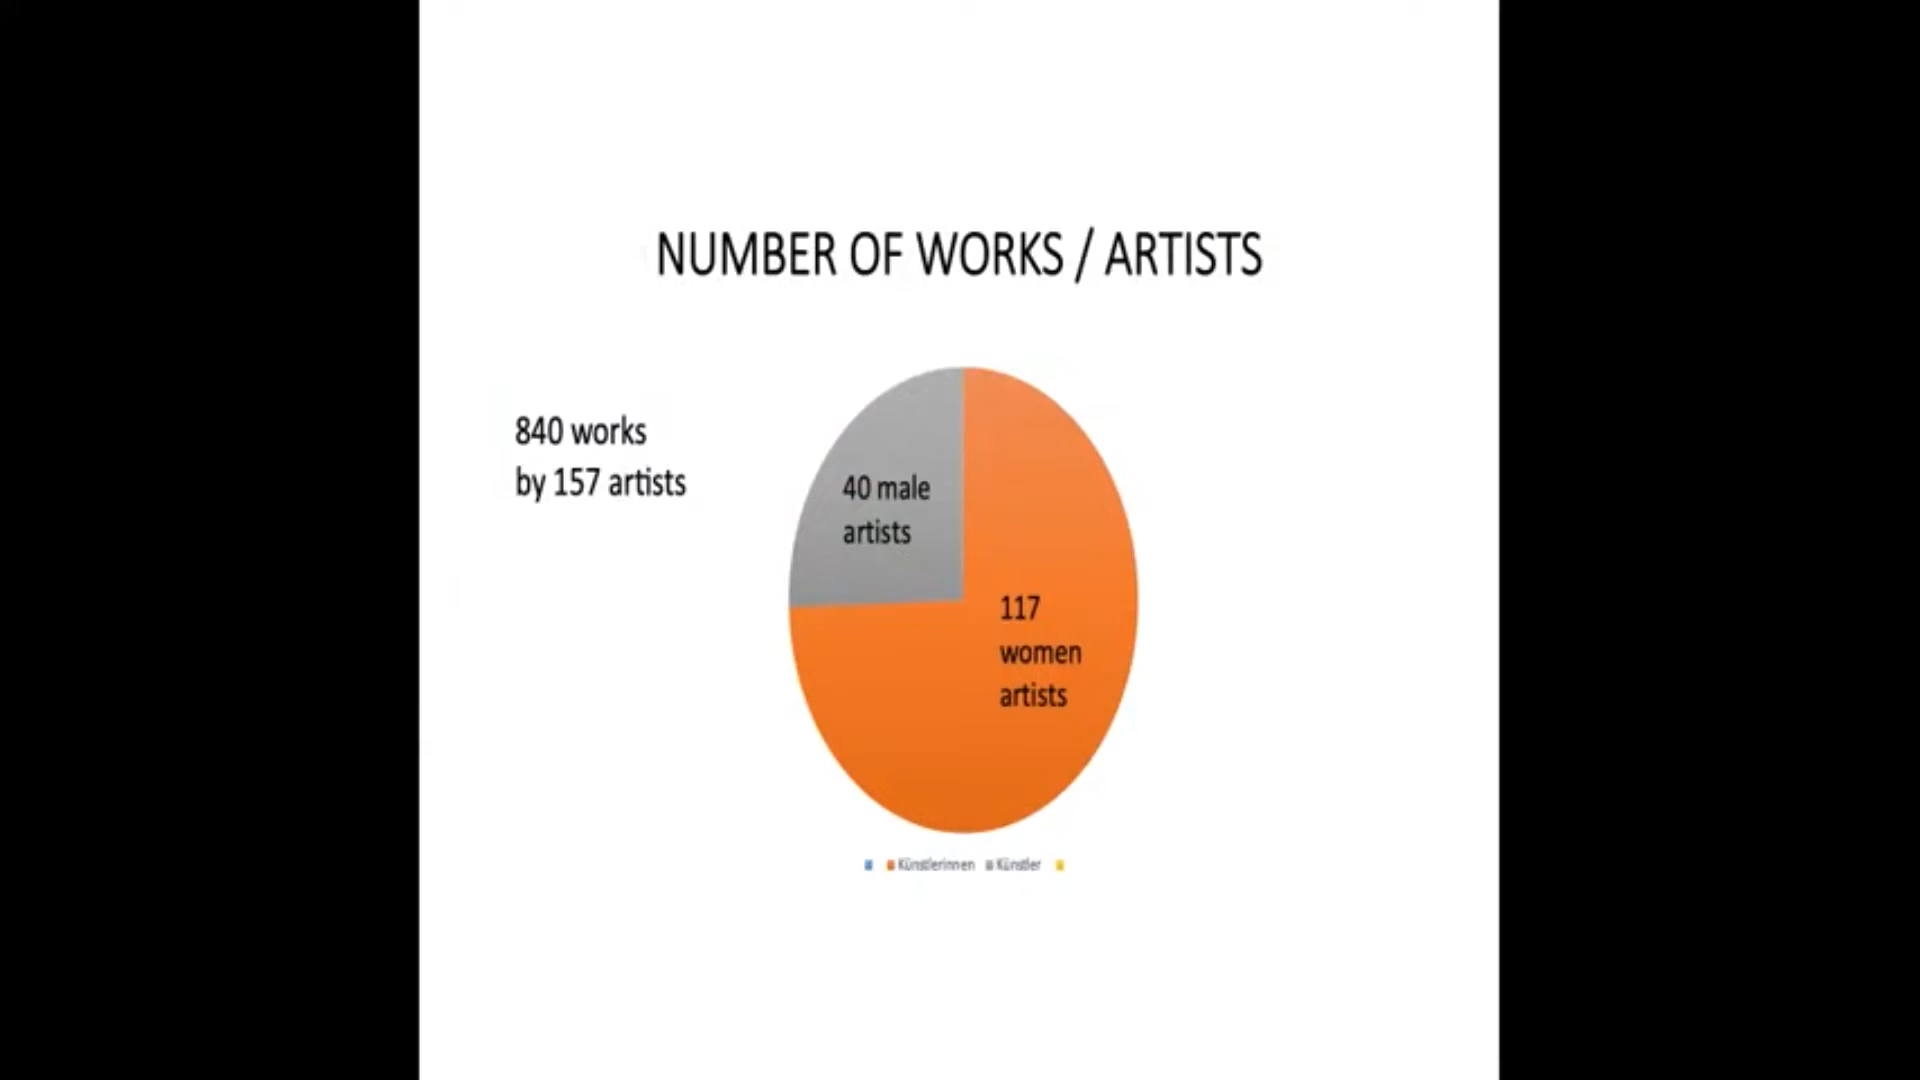 NUMBER OF WORKS / ARTISTS
840 works
by 157 artists
40 male
artists
117
women
artists
Künstlerinnen Künstler